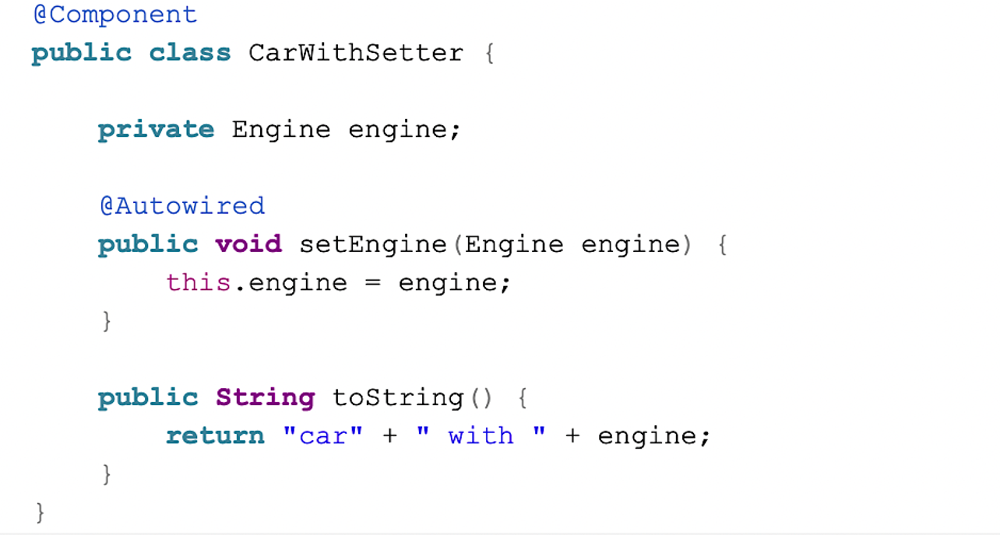 @Component
public class CarWithSetter {
private Engine engine;
@Autowired
public void setEngine(Engine engine) {
this.engine = engine;
}
public String toString() {
return "car" + " with " + engine;
}
}